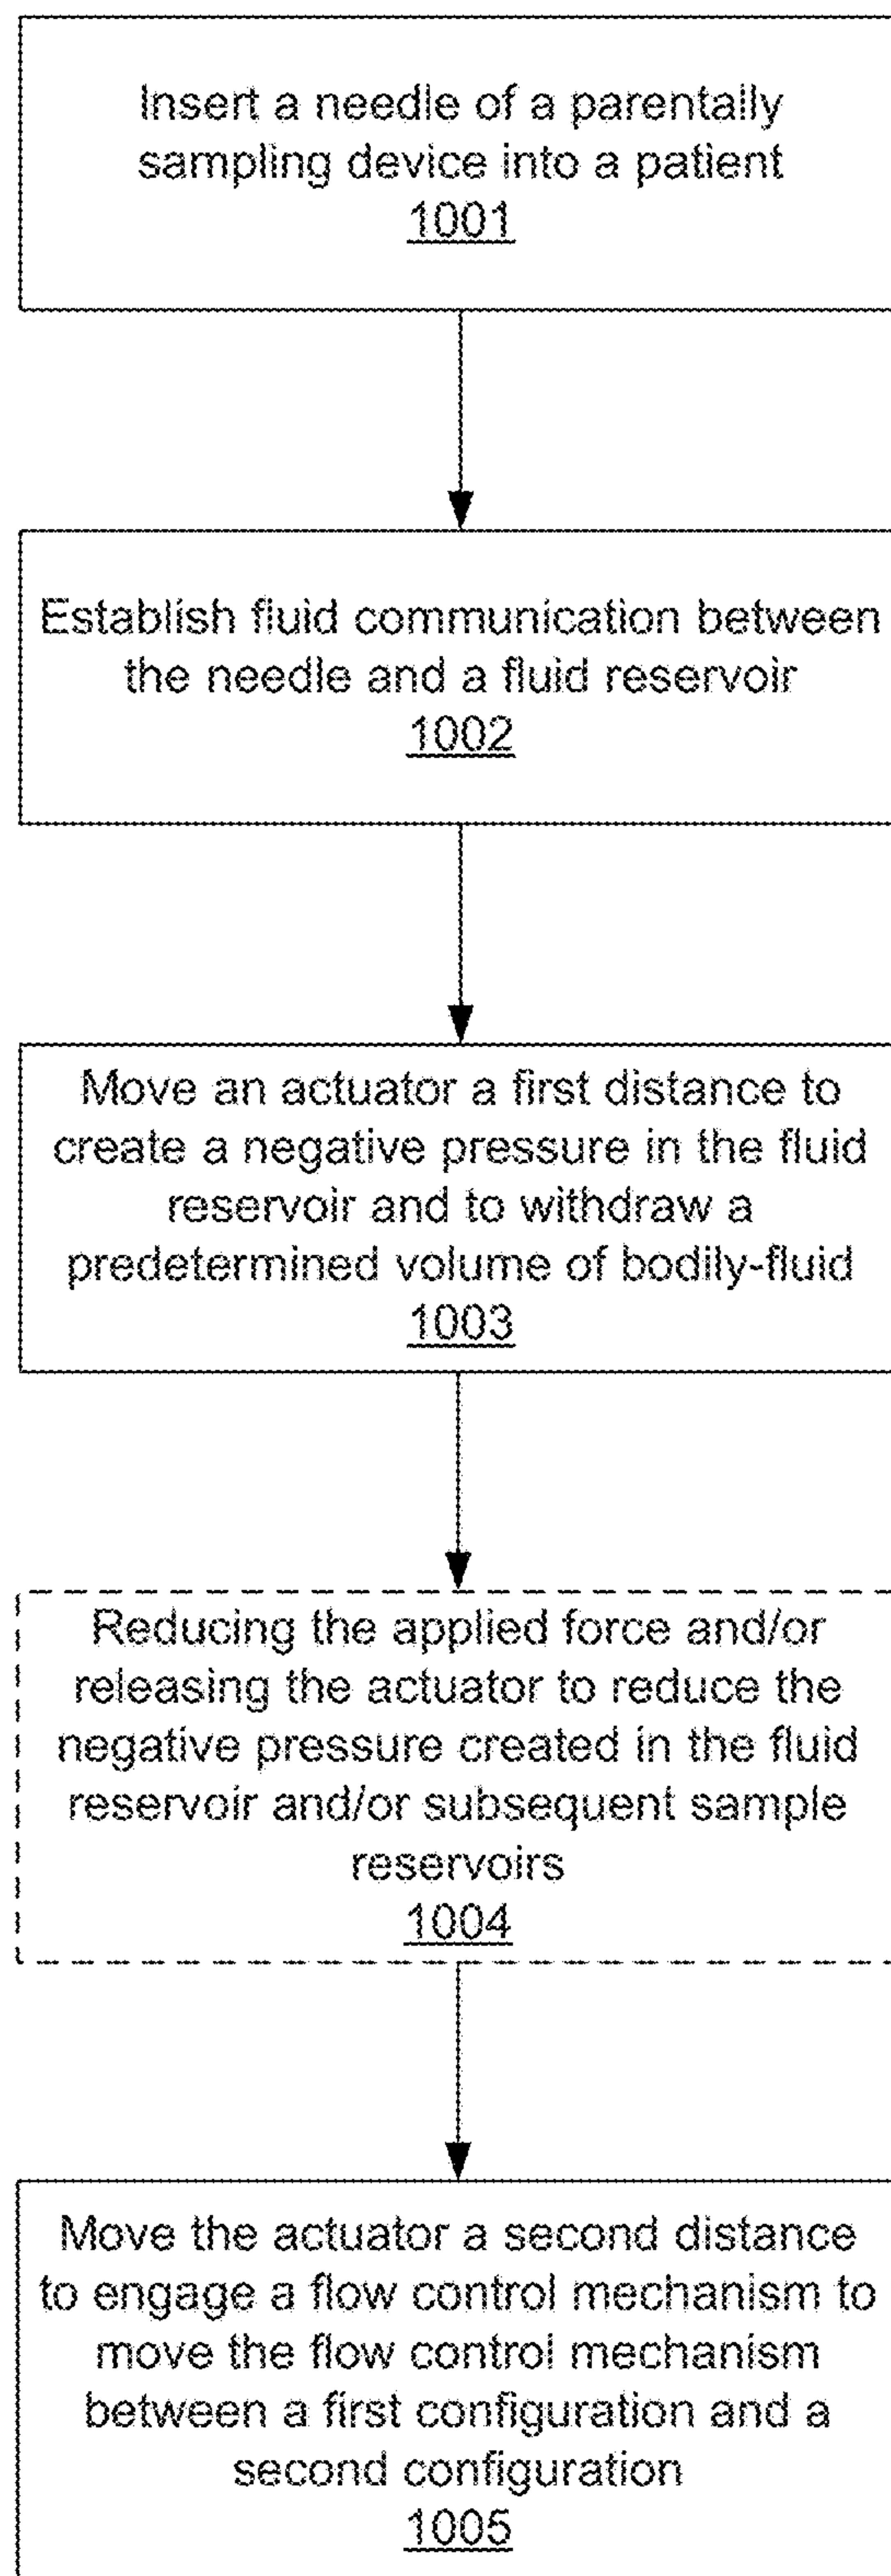 Insert a needle of a parentally
sampling device into a patient
1001
Establish fluid communication between
the needle and a fluid reservoir
1002
Move an actuator a first distance to
create a negative pressure in the fluid
reservoir and to withdraw a
predetermined volume of bodily-fluid
1003
Reducing the applied force and/or
releasing the actuator to reduce the
negative pressure created in the fluid
reservoir and/or subsequent sample
reservoirs
1004
Move the actuator a second distance
to engage a flow control mechanism to
move the flow control mechanism
between a first configuration and a
second configuration
1005